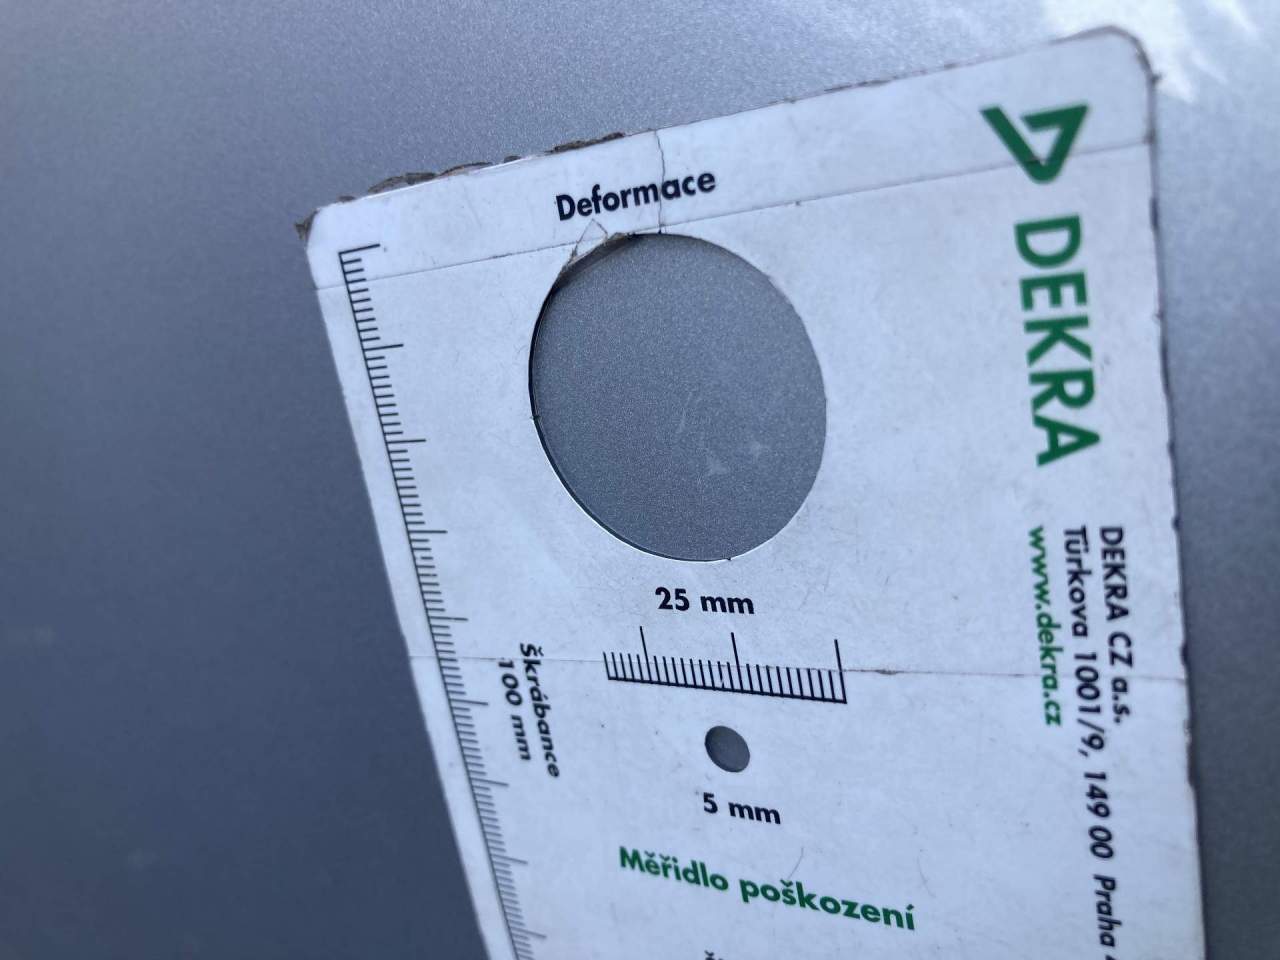 Deformace
25 mm
5 mm
Škrábance
100 mm
Měřidlo poškození
DEKRA
DEKRA CZ a.s.
Türkova 1001/9, 149 00 Praha
www.dekra.cz